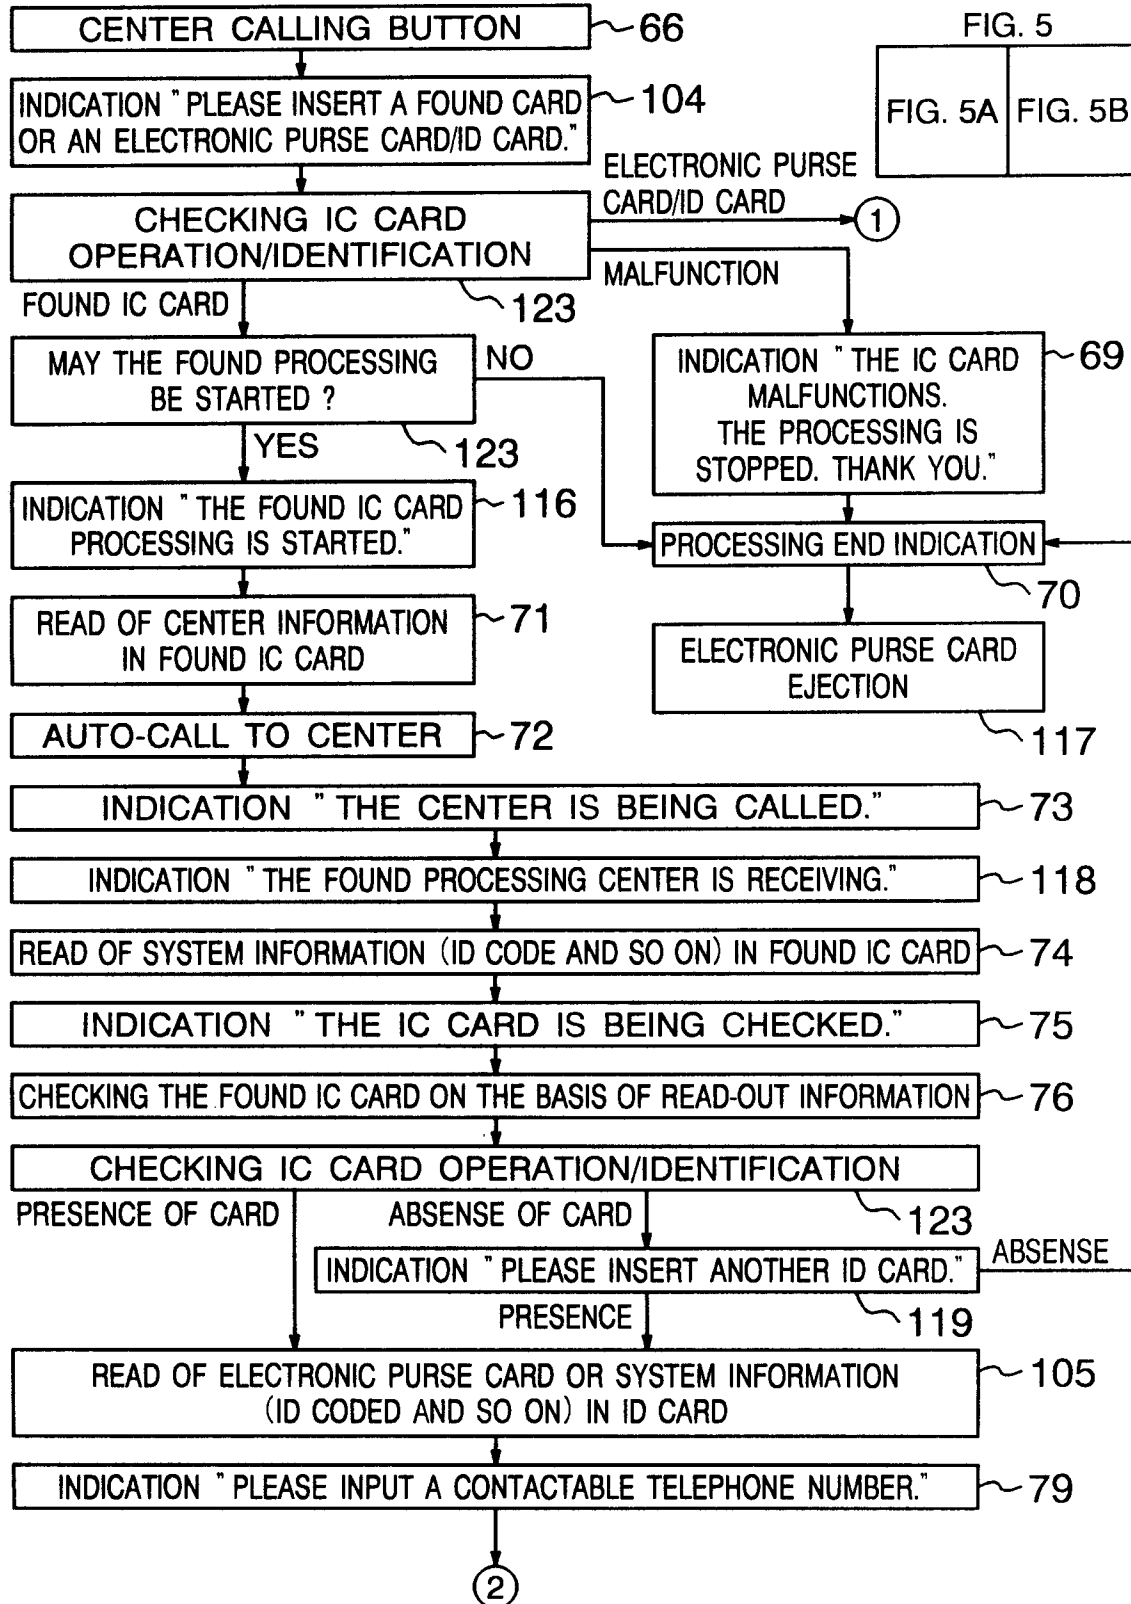 CENTER CALLING BUTTON
66
FIG. 5
FIG. 5A
FIG. 5B
INDICATION " PLEASE INSERT A FOUND CARD
OR AN ELECTRONIC PURSE CARD/ID CARD."
104
ELECTRONIC PURSE
CARD/ID CARD
1
CHECKING IC CARD
OPERATION/IDENTIFICATION
MALFUNCTION
FOUND IC CARD
123
MAY THE FOUND PROCESSING
BE STARTED ?
NO
YES
123
INDICATION " THE IC CARD
MALFUNCTIONS.
THE PROCESSING IS
STOPPED. THANK YOU."
69
INDICATION " THE FOUND IC CARD
PROCESSING IS STARTED."
116
PROCESSING END INDICATION
70
READ OF CENTER INFORMATION
IN FOUND IC CARD
71
ELECTRONIC PURSE CARD
EJECTION
117
AUTO-CALL TO CENTER
72
INDICATION " THE CENTER IS BEING CALLED."
73
INDICATION " THE FOUND PROCESSING CENTER IS RECEIVING."
118
READ OF SYSTEM INFORMATION (ID CODE AND SO ON) IN FOUND IC CARD
74
INDICATION " THE IC CARD IS BEING CHECKED."
75
CHECKING THE FOUND IC CARD ON THE BASIS OF READ-OUT INFORMATION
76
CHECKING IC CARD OPERATION/IDENTIFICATION
PRESENCE OF CARD
ABSENSE OF CARD
123
INDICATION " PLEASE INSERT ANOTHER ID CARD."
ABSENSE
PRESENCE
119
READ OF ELECTRONIC PURSE CARD OR SYSTEM INFORMATION
(ID CODED AND SO ON) IN ID CARD
105
INDICATION " PLEASE INPUT A CONTACTABLE TELEPHONE NUMBER."
79
2